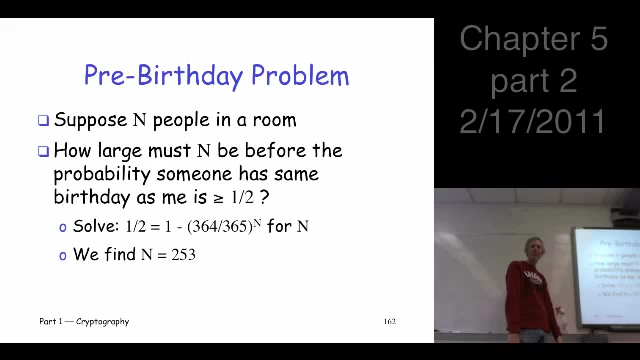 Pre-Birthday Problem
Suppose N people in a room
How large must N be before the
probability someone has same
birthday as me is ≥ 1/2 ?
Solve: 1/2 = 1 - (364/365)^N for N
We find N = 253
Part 1 — Cryptography
162
Chapter 5
part 2
2/17/2011